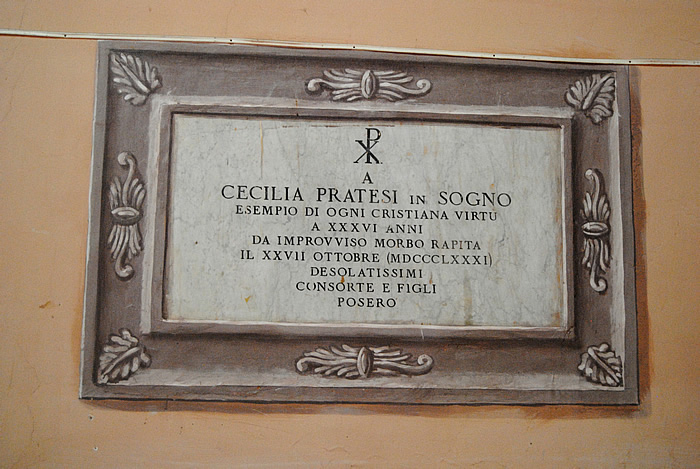 ☧
A
CECILIA PRATESI IN SOGNO
ESEMPIO DI OGNI CRISTIANA VIRTU
A XXXVI ANNI
DA IMPROVVISO MORBO RAPITA
IL XXVII OTTOBRE (MDCCCLXXXI)
DESOLATISSIMI
CONSORTE E FIGLI
POSERO